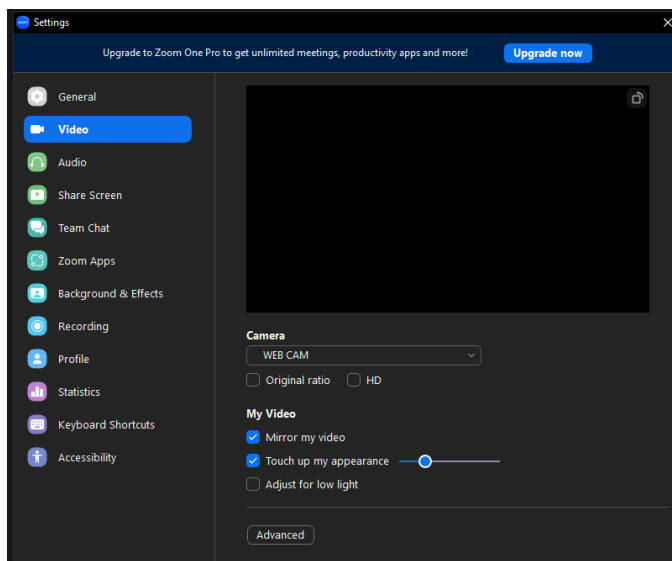 Settings
Upgrade to Zoom One Pro to get unlimited meetings, productivity apps and more!
Upgrade now
General
Video
Audio
Share Screen
Team Chat
Zoom Apps
Background & Effects
Recording
Profile
Statistics
Keyboard Shortcuts
Accessibility
Camera
WEB CAM
Original ratio HD
My Video
Mirror my video
Touch up my appearance
Adjust for low light
Advanced